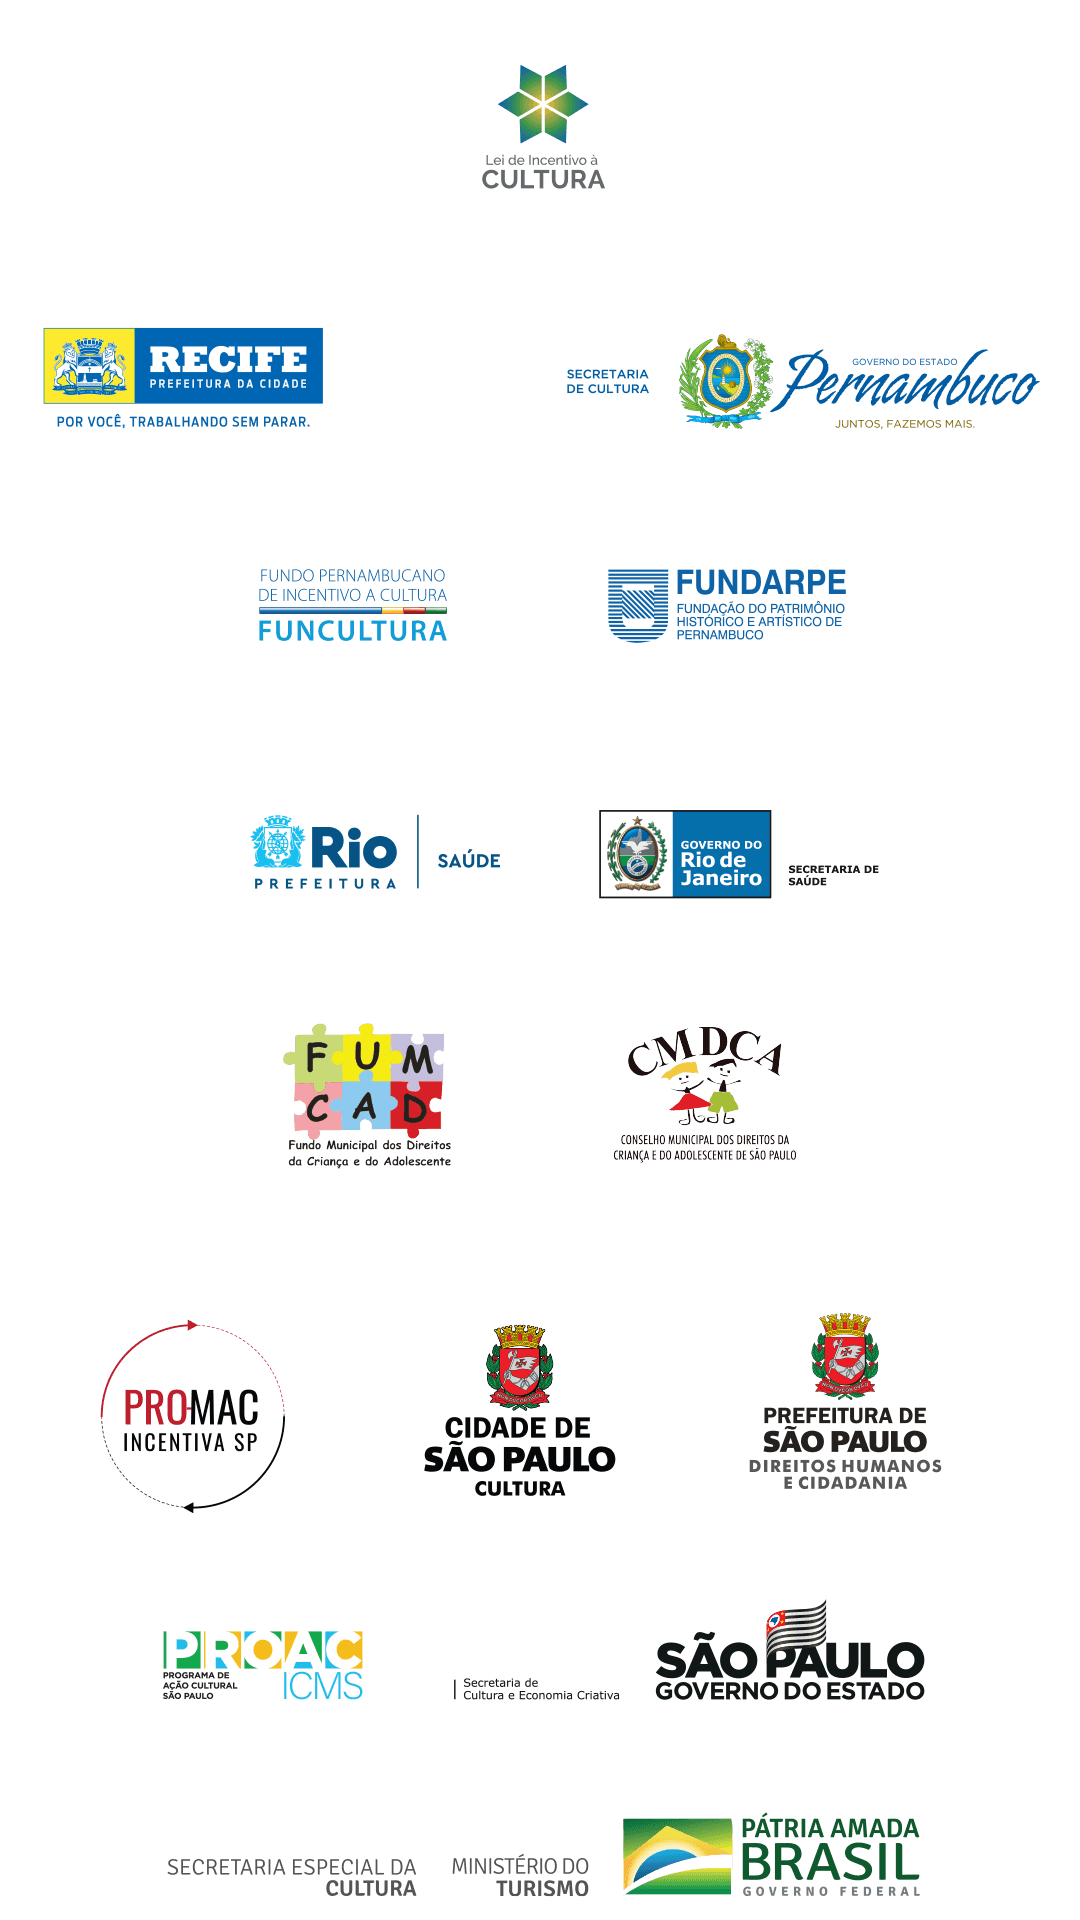 Lei de Incentivo à
CULTURA
RECIFE
PREFEITURA DA CIDADE
POR VOCÊ, TRABALHANDO SEM PARAR.
SECRETARIA
DE CULTURA
GOVERNO DO ESTADO
Pernambuco
JUNTOS, FAZEMOS MAIS.
FUNDO PERNAMBUCANO
DE INCENTIVO A CULTURA
FUNCULTURA
FUNDARPE
FUNDAÇÃO DO PATRIMÔNIO
HISTÓRICO E ARTÍSTICO DE
PERNAMBUCO
Rio
PREFEITURA
SAÚDE
GOVERNO DO
Rio de
Janeiro
SECRETARIA DE
SAÚDE
FUM
CAD
Fundo Municipal dos Direitos
da Criança e do Adolescente
CMDCA
CONSELHO MUNICIPAL DOS DIREITOS DA
CRIANÇA E DO ADOLESCENTE DE SÃO PAULO
PRO-MAC
INCENTIVA SP
CIDADE DE
SÃO PAULO
CULTURA
PREFEITURA DE
SÃO PAULO
DIREITOS HUMANOS
E CIDADANIA
PROAC
ICMS
PROGRAMA DE
AÇÃO CULTURAL
SÃO PAULO
Secretaria de
Cultura e Economia Criativa
SÃO PAULO
GOVERNO DO ESTADO
SECRETARIA ESPECIAL DA
CULTURA
MINISTÉRIO DO
TURISMO
PÁTRIA AMADA
BRASIL
GOVERNO FEDERAL